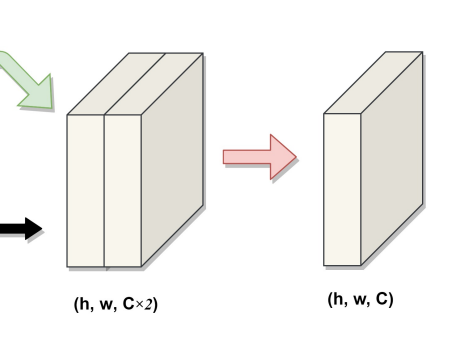 (h, w, C×2)
(h, w, C)